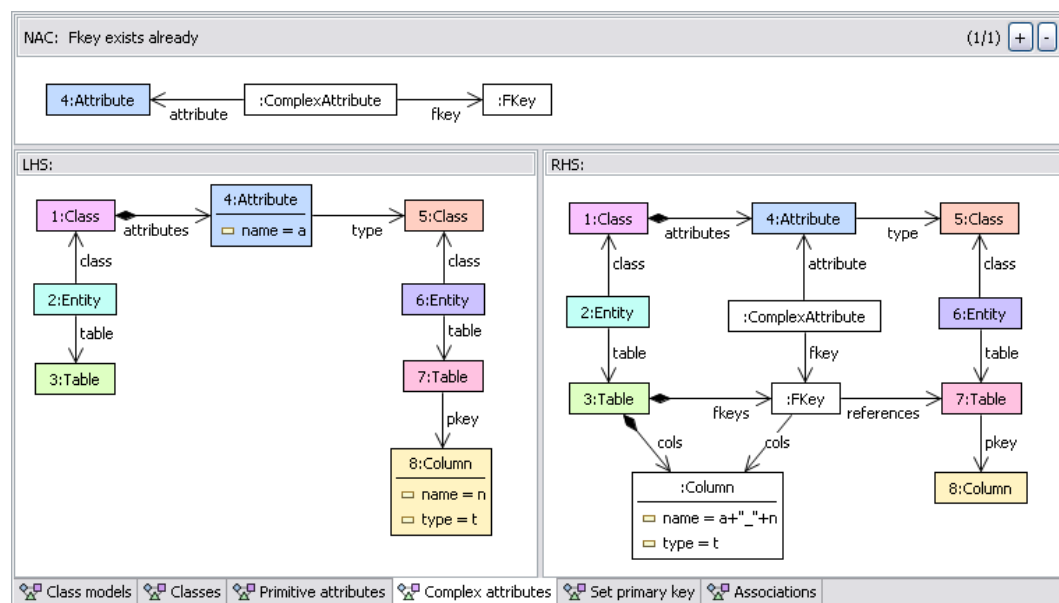 NAC: Fkey exists already (1/1) + -
4:Attribute :ComplexAttribute :FKey
attribute fkey
LHS:
4:Attribute
1:Class 5:Class
attributes name = a type
class class
2:Entity 6:Entity
table table
3:Table 7:Table
pkey
8:Column
name = n
type = t
RHS:
1:Class 4:Attribute 5:Class
attributes type
class attribute class
2:Entity :ComplexAttribute 6:Entity
table fkey table
3:Table :FKey 7:Table
fkeys references
cols cols pkey
:Column 8:Column
name = a+"_"+n
type = t
Class models Classes Primitive attributes Complex attributes Set primary key Associations